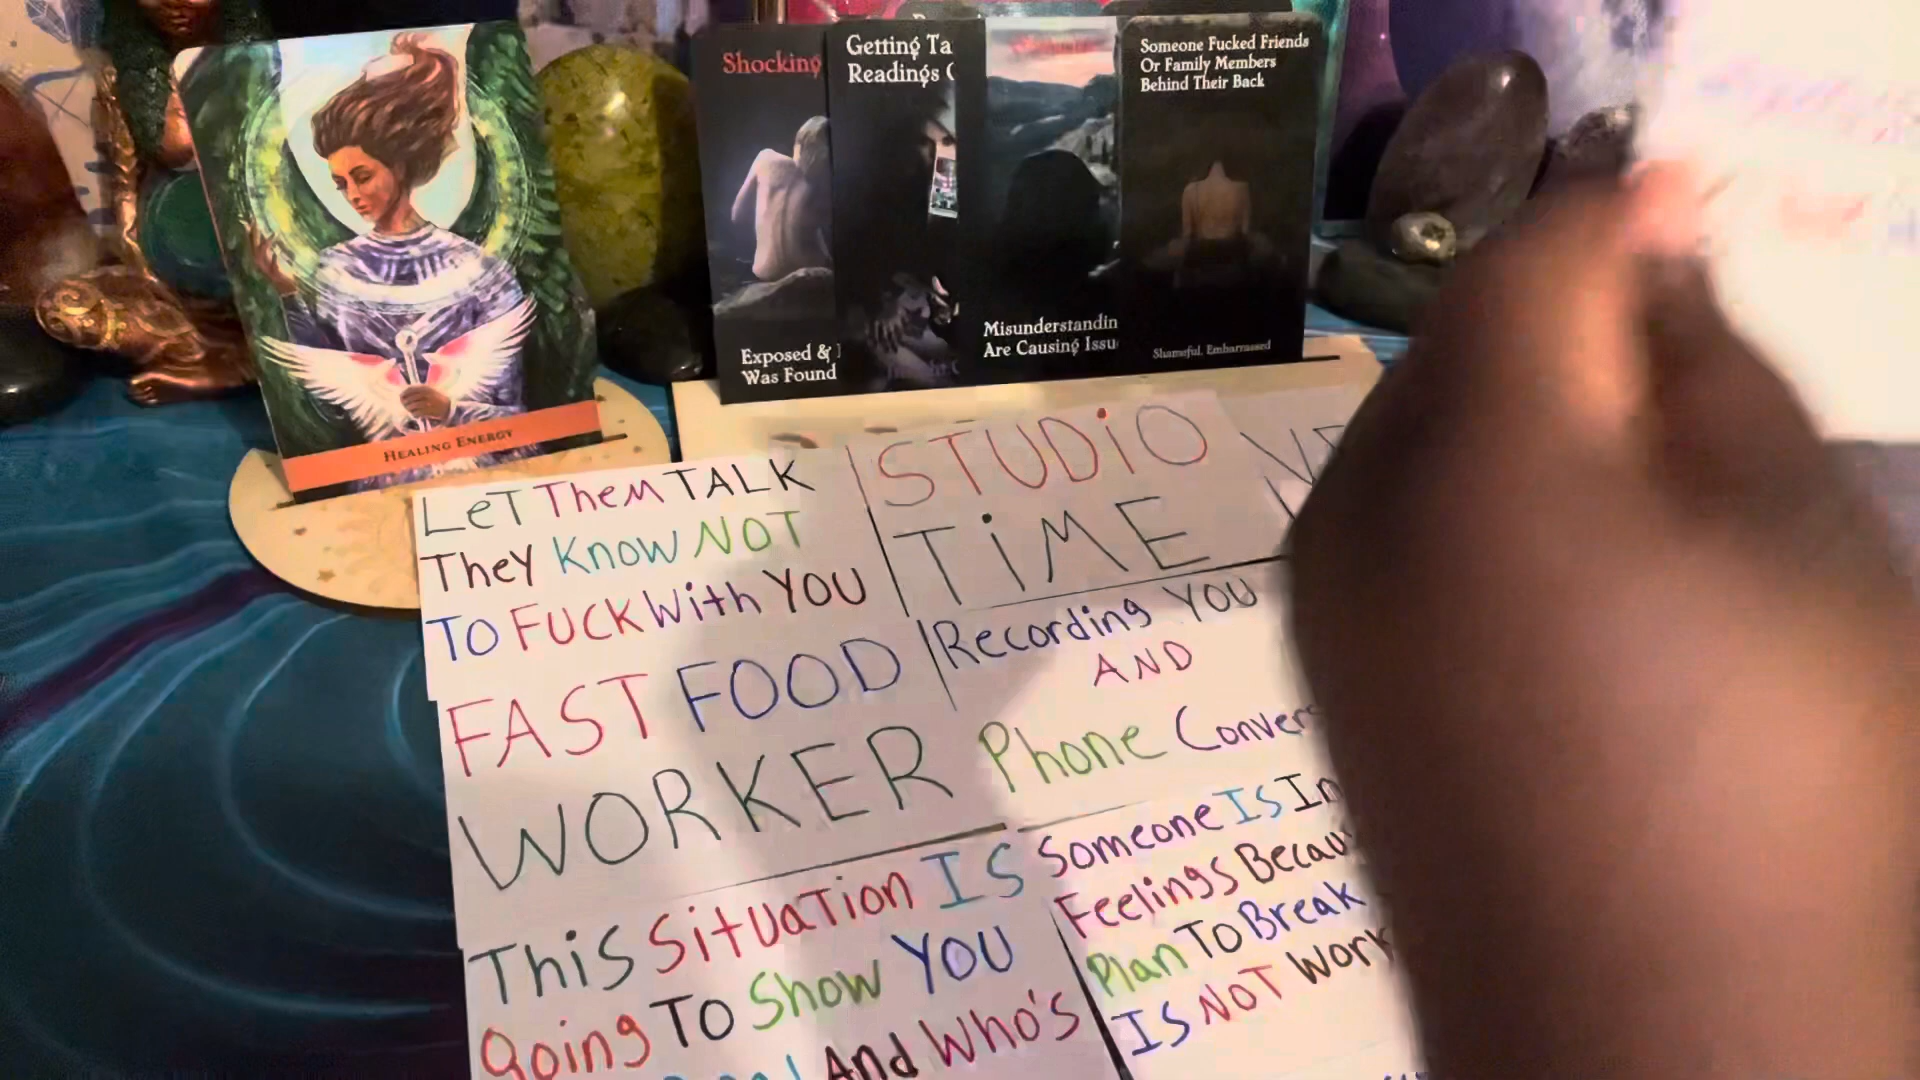 Shocking
Exposed &
Was Found
Getting Ta
Readings
Misunderstandin
Are Causing Issu
Someone Fucked Friends
Or Family Members
Behind Their Back
Shameful, Embarrassed
HEALING ENERGY
LeT Them TALK
They Know NOT
TO FUCK With YOU
STUDiO
TiME
FAST FOOD
WORKER
Recording YOU
AND
Phone Convers
This Situation IS
Going To Show YOU
And Who's
Someone Is In
Feelings Becau
Plan To Break
IS NOT Work